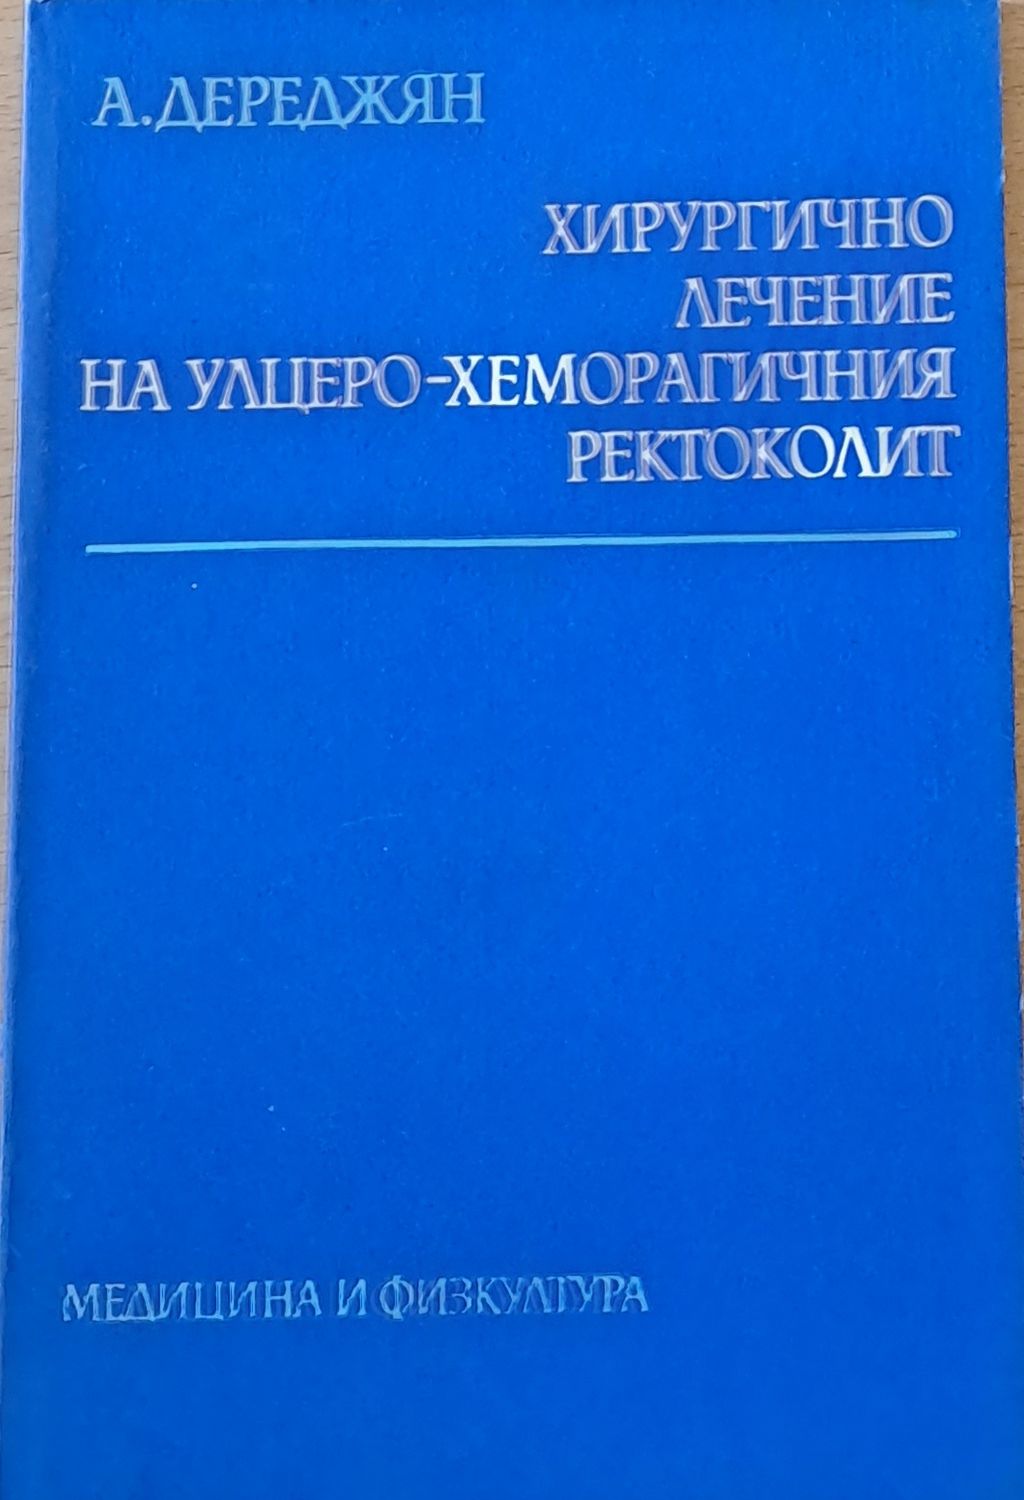 А. ДЕРЕДЖЯН
ХИРУРГИЧНО
ЛЕЧЕНИЕ
НА УЛЦЕРО-ХЕМОРАГИЧНИЯ
РЕКТОКОЛИТ
МЕДИЦИНА И ФИЗКУЛТУРА